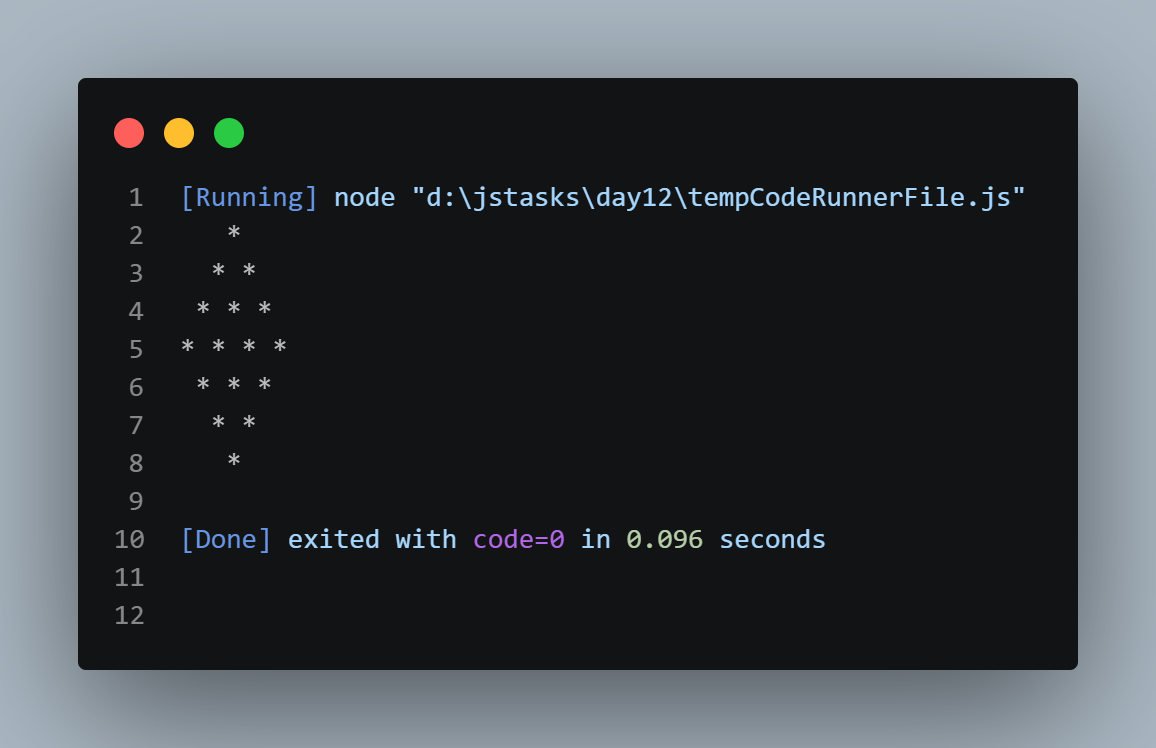 1 [Running] node "d:\jstasks\day12\tempCodeRunnerFile.js"
2    *
3   * *
4  * * *
5 * * * *
6  * * *
7   * *
8    *
9
10 [Done] exited with code=0 in 0.096 seconds
11
12